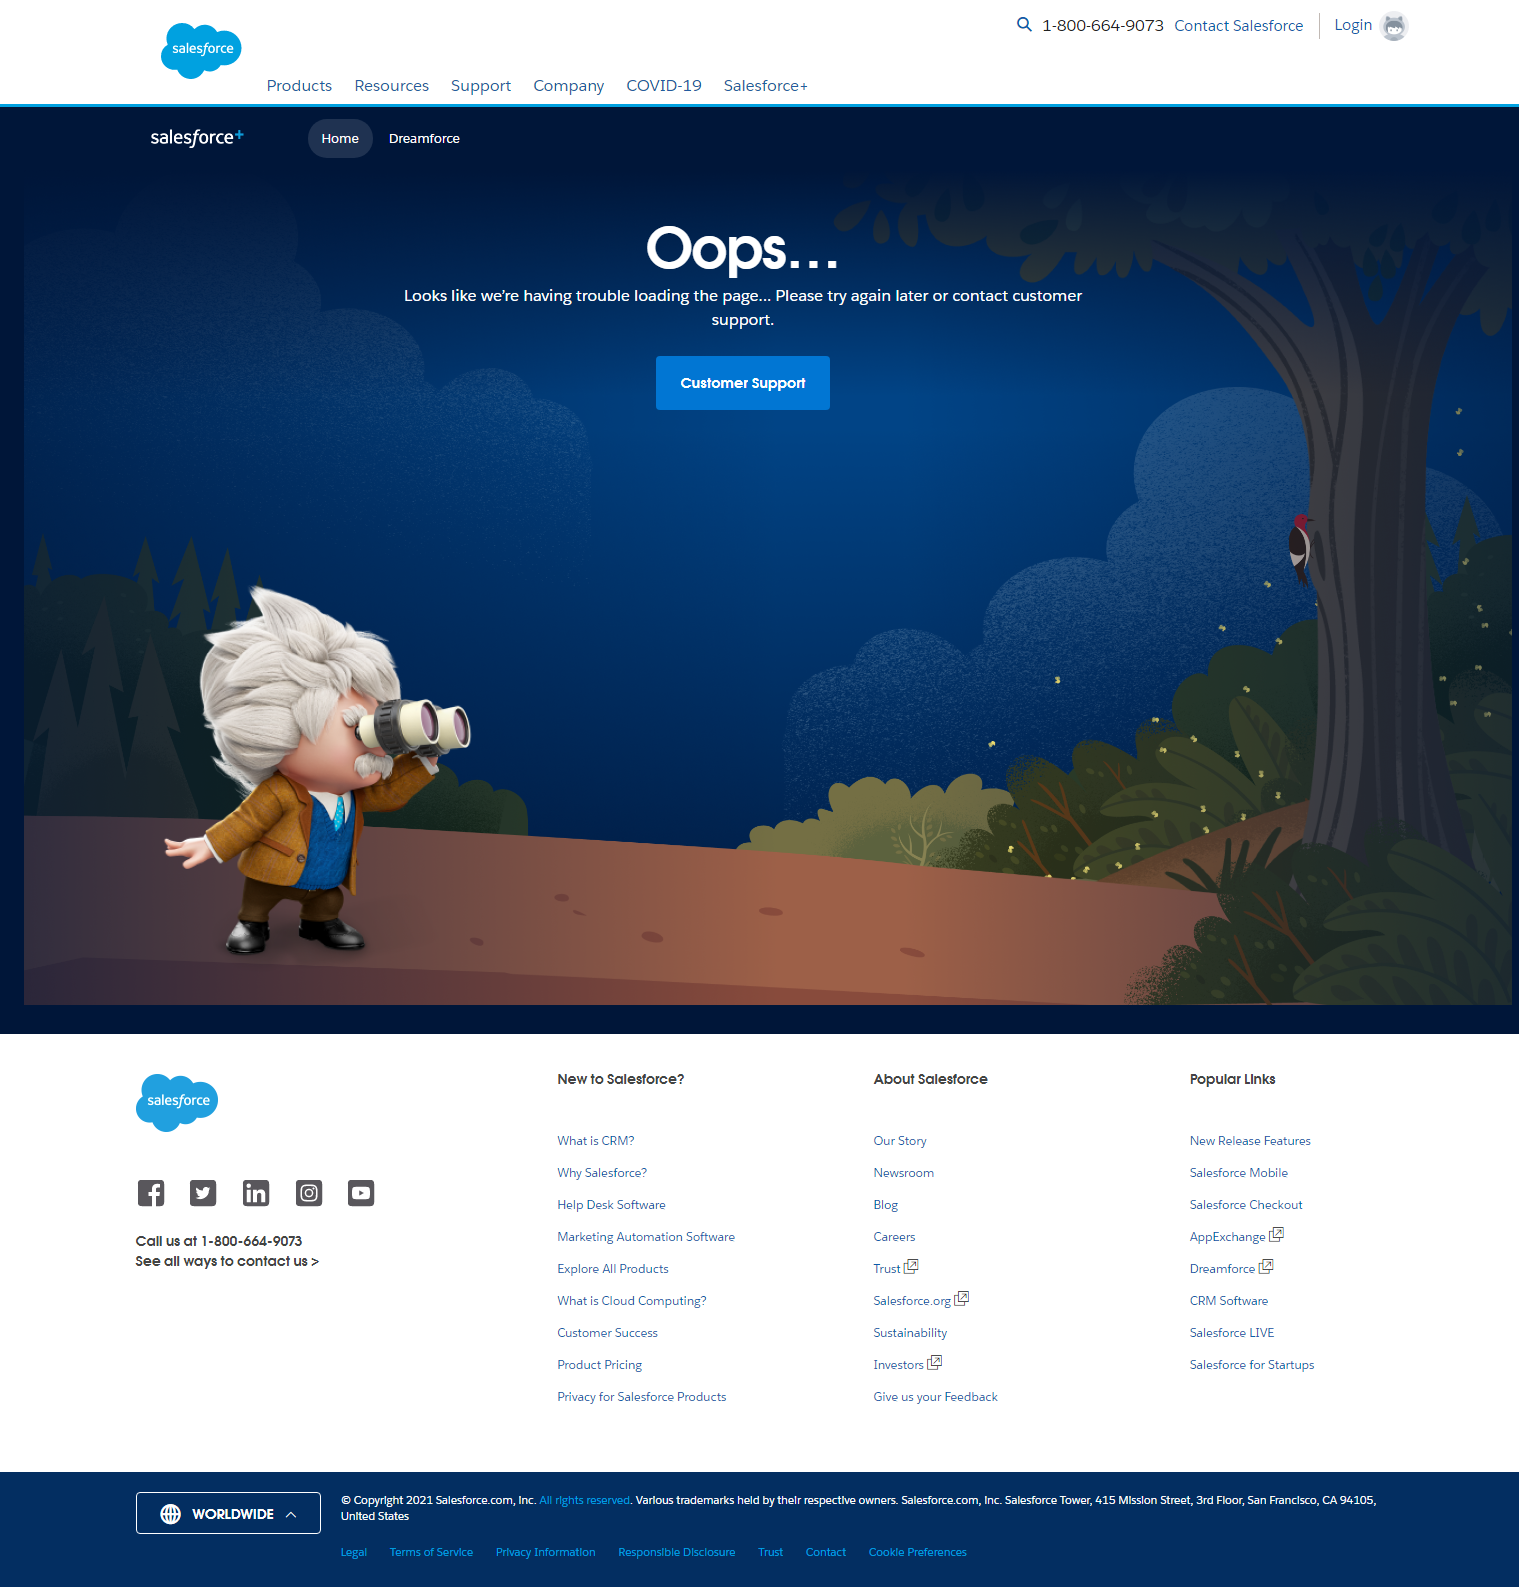 salesforce
1-800-664-9073 Contact Salesforce Login
Products Resources Support Company COVID-19 Salesforce+
salesforce+ Home Dreamforce
Oops...
Looks like we're having trouble loading the page... Please try again later or contact customer
support.
Customer Support
salesforce
Call us at 1-800-664-9073
See all ways to contact us >
New to Salesforce?
What is CRM?
Why Salesforce?
Help Desk Software
Marketing Automation Software
Explore All Products
What is Cloud Computing?
Customer Success
Product Pricing
Privacy for Salesforce Products
About Salesforce
Our Story
Newsroom
Blog
Careers
Trust
Salesforce.org
Sustainability
Investors
Give us your Feedback
Popular Links
New Release Features
Salesforce Mobile
Salesforce Checkout
AppExchange
Dreamforce
CRM Software
Salesforce LIVE
Salesforce for Startups
WORLDWIDE
© Copyright 2021 Salesforce.com, inc. All rights reserved. Various trademarks held by their respective owners. Salesforce.com, inc. Salesforce Tower, 415 Mission Street, 3rd Floor, San Francisco, CA 94105,
United States
Legal Terms of Service Privacy Information Responsible Disclosure Trust Contact Cookie Preferences